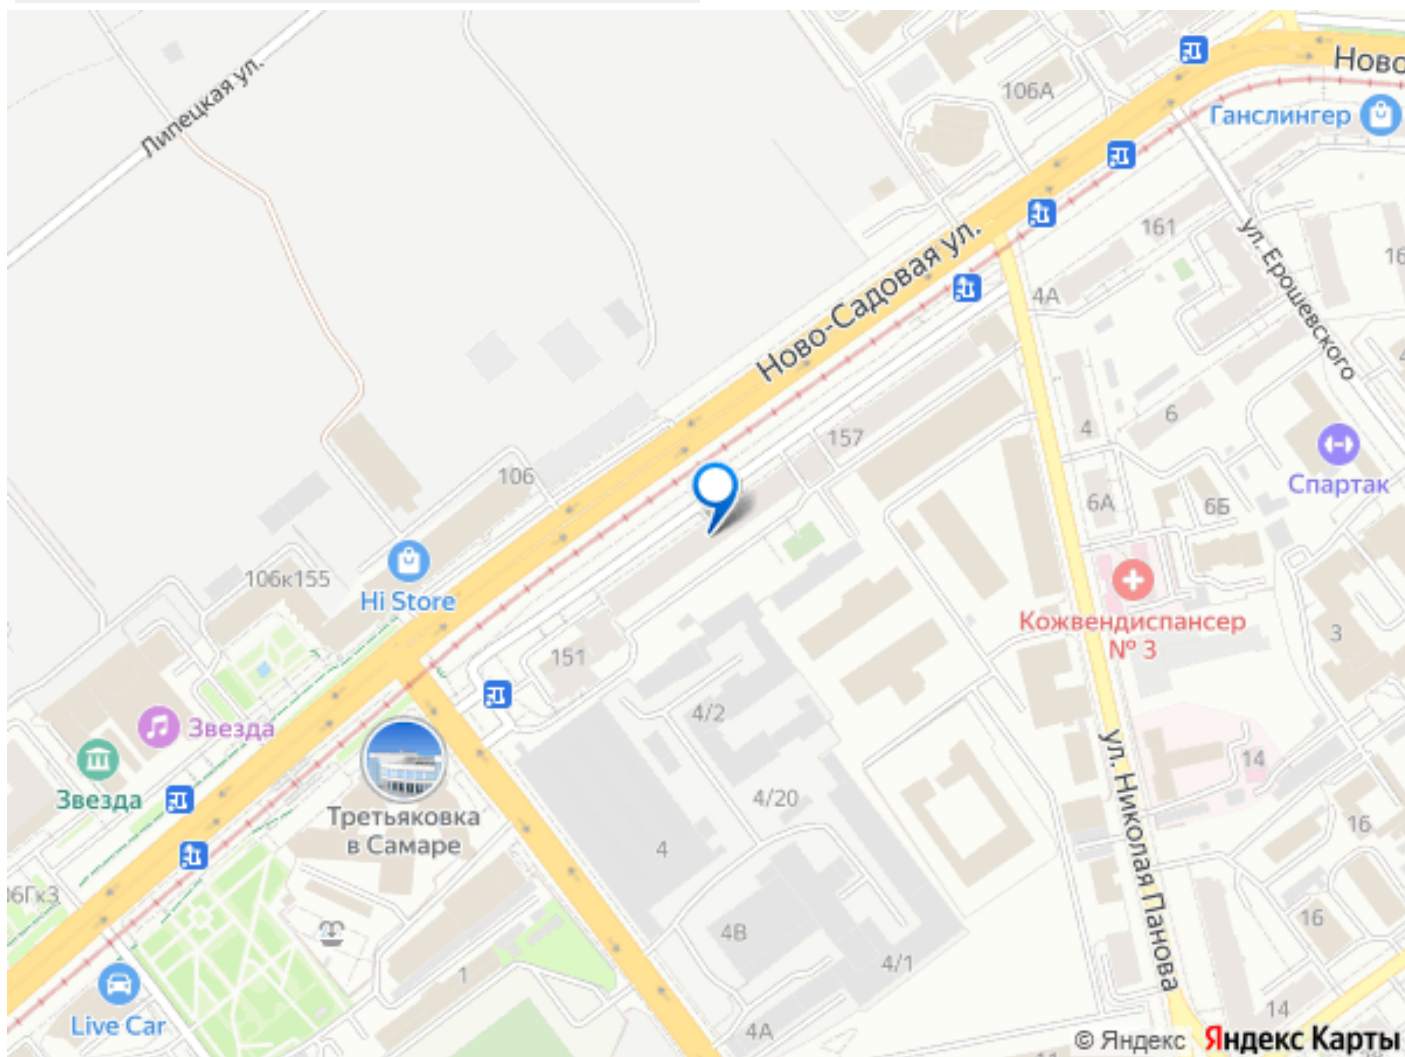 Липецкая ул.
Ново
106А
Ганслингер
161
ул. Ерошевского
16
Ново-Садовая ул.
4А
4
6
157
Спартак
106
6А
6Б
106к155
Hi Store
Кожвендиспансер
№ 3
3
151
4/2
Звезда
Звезда
14
ул. Николая Панова
4/20
Третьяковка
в Самаре
16
4
6Гк3
16
4В
4/1
1
Live Car
4А
14
11
© Яндекс Яндекс Карты